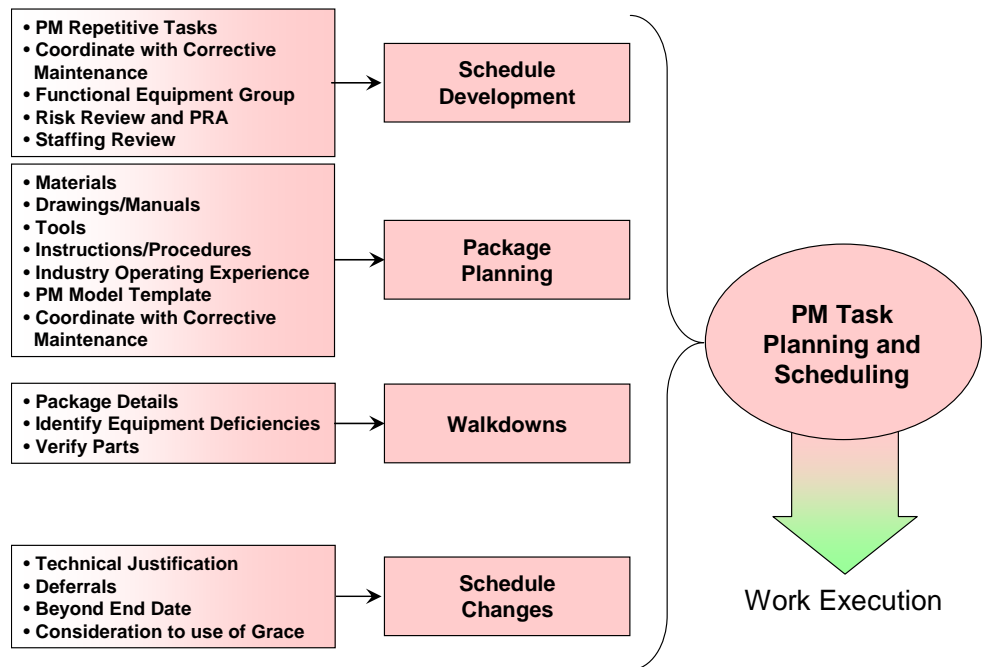 • PM Repetitive Tasks
• Coordinate with Corrective
Maintenance
• Functional Equipment Group
• Risk Review and PRA
• Staffing Review
Schedule
Development
• Materials
• Drawings/Manuals
• Tools
• Instructions/Procedures
• Industry Operating Experience
• PM Model Template
• Coordinate with Corrective
Maintenance
Package
Planning
• Package Details
• Identify Equipment Deficiencies
• Verify Parts
Walkdowns
• Technical Justification
• Deferrals
• Beyond End Date
• Consideration to use of Grace
Schedule
Changes
PM Task
Planning and
Scheduling
Work Execution